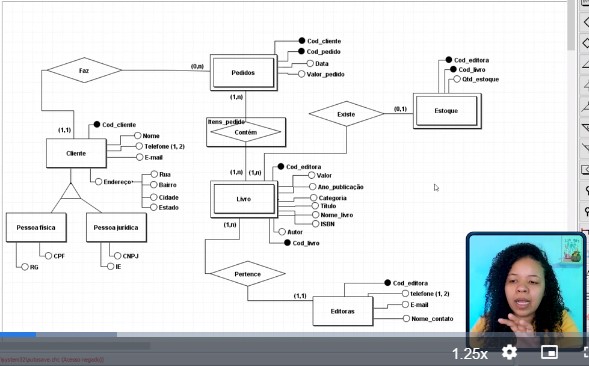 Cod_cliente
Cod_pedido
Data
Valor_pedido
Pedidos
Faz
(0,n)
(1,n)
Cod_editora
Cod_livro
Qtd_estoque
Estoque
Existe
(0,1)
Itens_pedido
Contém
(1,1)
Cod_cliente
Nome
Telefone (1, 2)
E-mail
Cliente
Endereço
Rua
Bairro
Cidade
Estado
(1,n)
(1,n)
Cod_editora
Valor
Ano_publicação
Categoria
Titulo
Nome_livro
ISBN
Autor
Cod_livro
Livro
(1,n)
Pessoa física
Pessoa jurídica
CPF
RG
CNPJ
IE
Pertence
(1,1)
Cod_editora
telefone (1, 2)
E-mail
Nome_contato
Editoras
1.25x